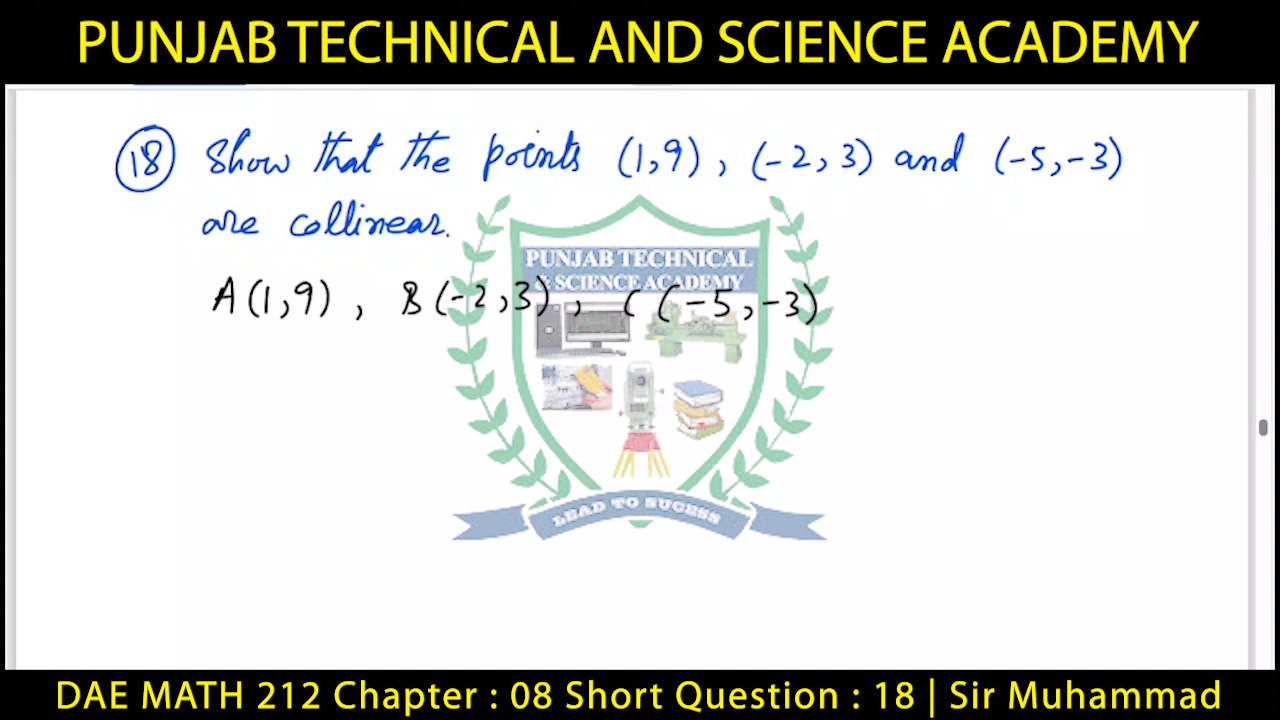 PUNJAB TECHNICAL AND SCIENCE ACADEMY
18 Show that the points (1,9), (-2,3) and (-5,-3)
are collinear.
PUNJAB TECHNICAL
& SCIENCE ACADEMY
A(1,9), B(-2,3), C(-5,-3)
LEAD TO SUCESS
DAE MATH 212 Chapter : 08 Short Question : 18 | Sir Muhammad